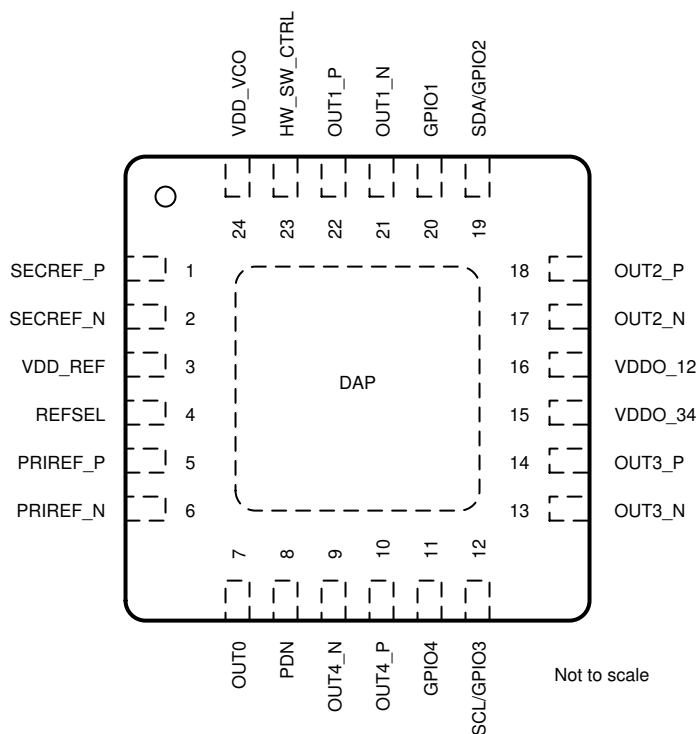 VDD_VCO
HW_SW_CTRL
OUT1_P
OUT1_N
GPIO1
SDA/GPIO2
24
23
22
21
20
19
SECREF_P 1
18 OUT2_P
SECREF_N 2
17 OUT2_N
VDD_REF 3
16 VDDO_12
DAP
REFSEL 4
15 VDDO_34
PRIREF_P 5
14 OUT3_P
PRIREF_N 6
13 OUT3_N
7
8
9
10
11
12
OUT0
PDN
OUT4_N
OUT4_P
GPIO4
SCL/GPIO3
Not to scale